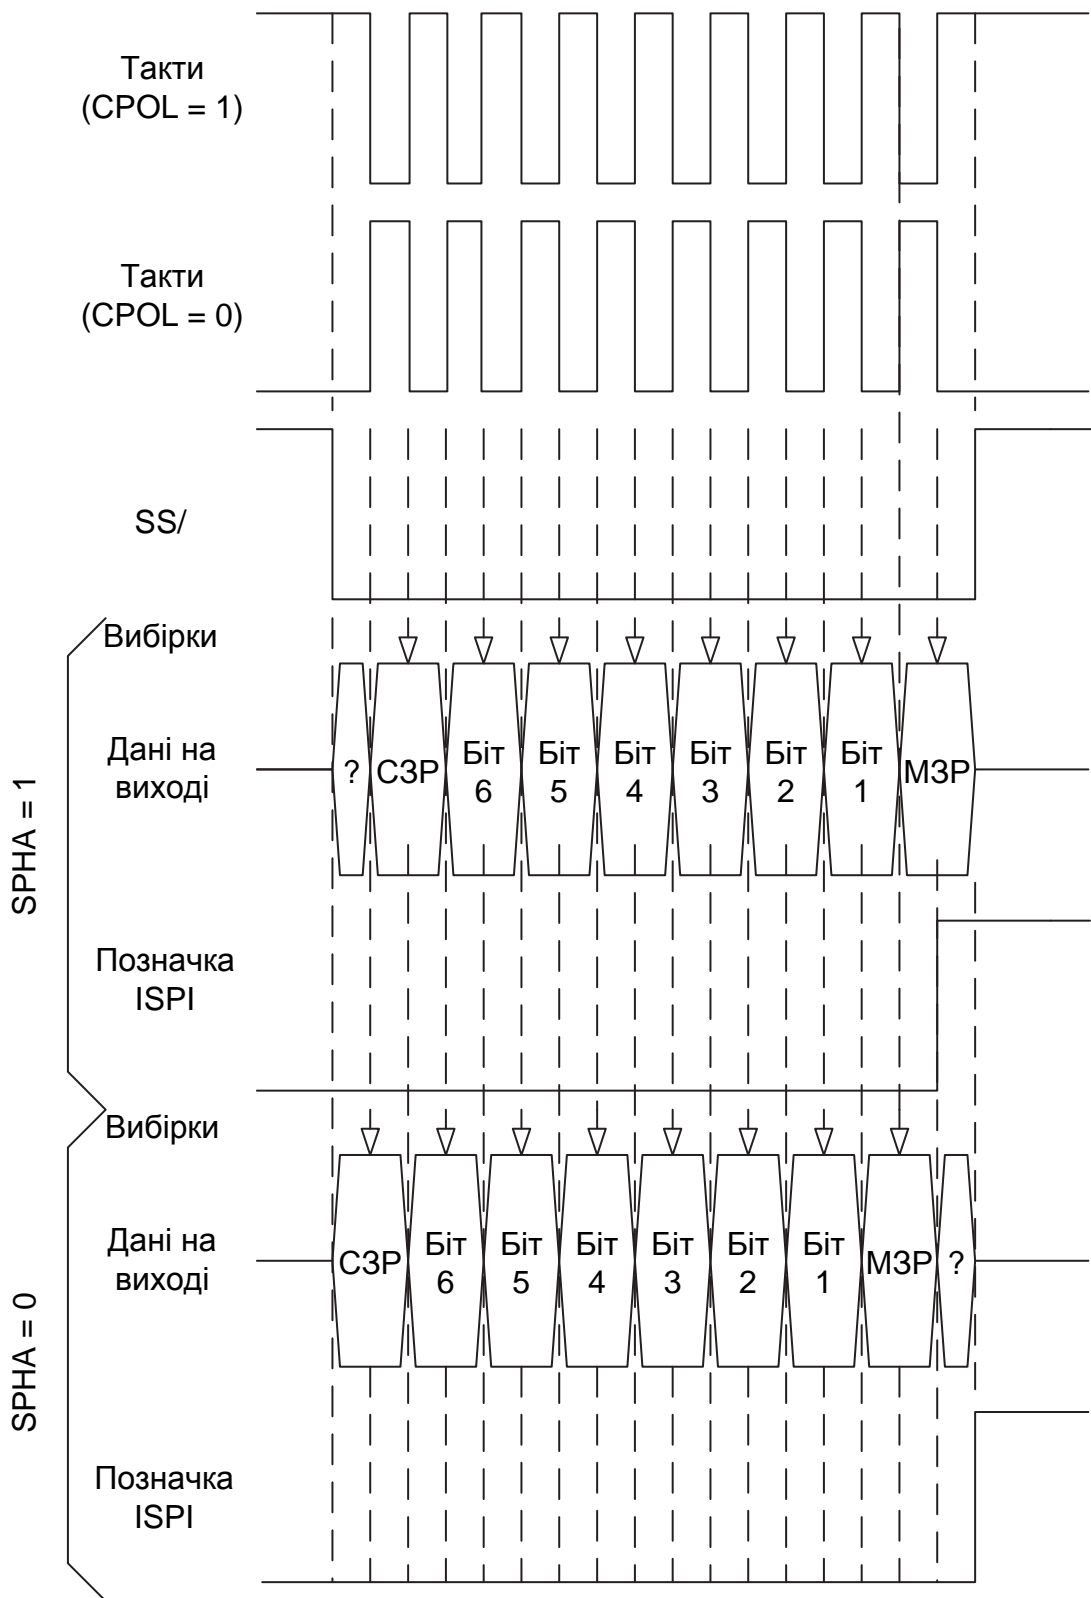 Такти
(CPOL = 1)
Такти
(CPOL = 0)
SS/
SPHA = 1
Вибірки
Дані на
виході
? СЗР Біт 6 Біт 5 Біт 4 Біт 3 Біт 2 Біт 1 МЗР
Позначка
ISPI
SPHA = 0
Вибірки
Дані на
виході
СЗР Біт 6 Біт 5 Біт 4 Біт 3 Біт 2 Біт 1 МЗР ?
Позначка
ISPI